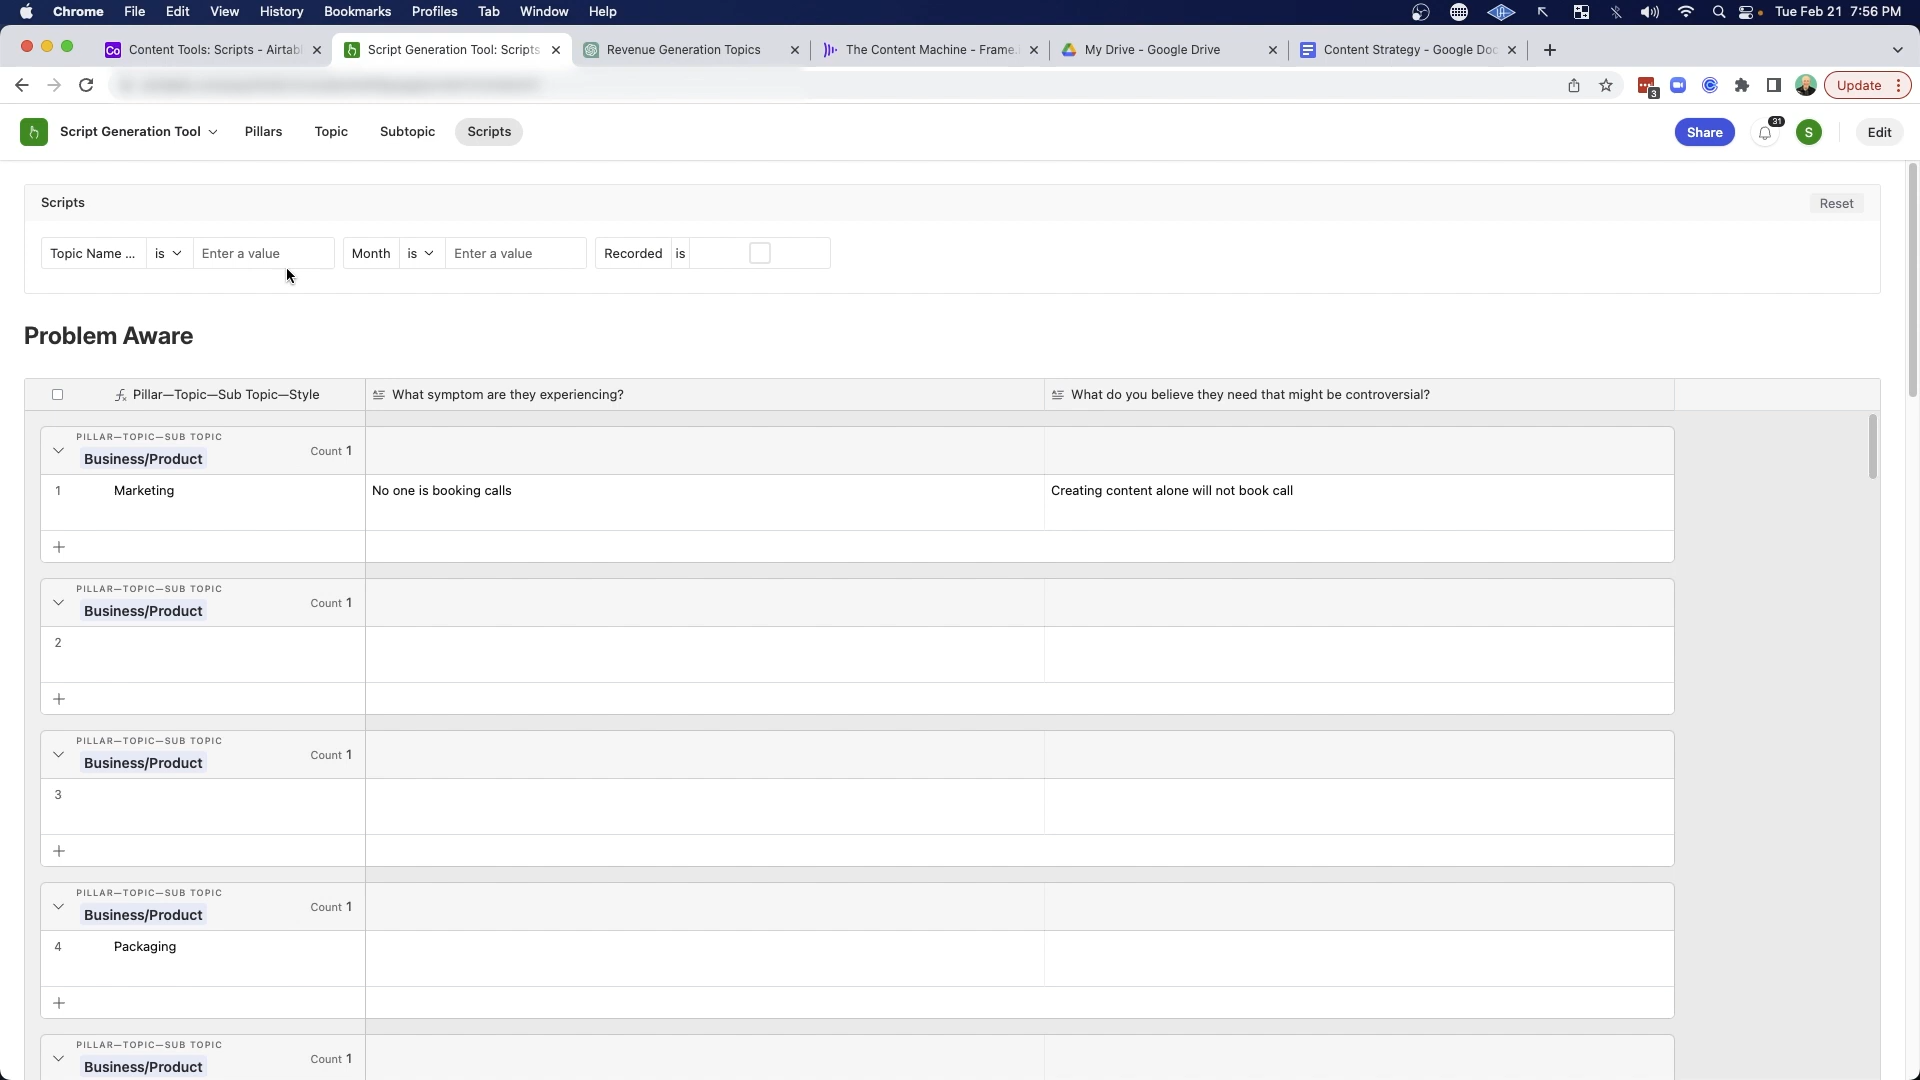 Chrome File Edit View History Bookmarks Profiles Tab Window Help Tue Feb 21 7:56 PM
Co Content Tools: Scripts - Airtabl Script Generation Tool: Scripts Revenue Generation Topics The Content Machine - Frame.i My Drive - Google Drive Content Strategy - Google Doc
3 Update
Script Generation Tool Pillars Topic Subtopic Scripts Share 31 S Edit
Scripts Reset
Topic Name ... is Enter a value Month is Enter a value Recorded is
Problem Aware
Pillar—Topic—Sub Topic—Style What symptom are they experiencing? What do you believe they need that might be controversial?
PILLAR—TOPIC—SUB TOPIC
Business/Product Count 1
1 Marketing No one is booking calls Creating content alone will not book call
PILLAR—TOPIC—SUB TOPIC
Business/Product Count 1
2
PILLAR—TOPIC—SUB TOPIC
Business/Product Count 1
3
PILLAR—TOPIC—SUB TOPIC
Business/Product Count 1
4 Packaging
PILLAR—TOPIC—SUB TOPIC
Business/Product Count 1